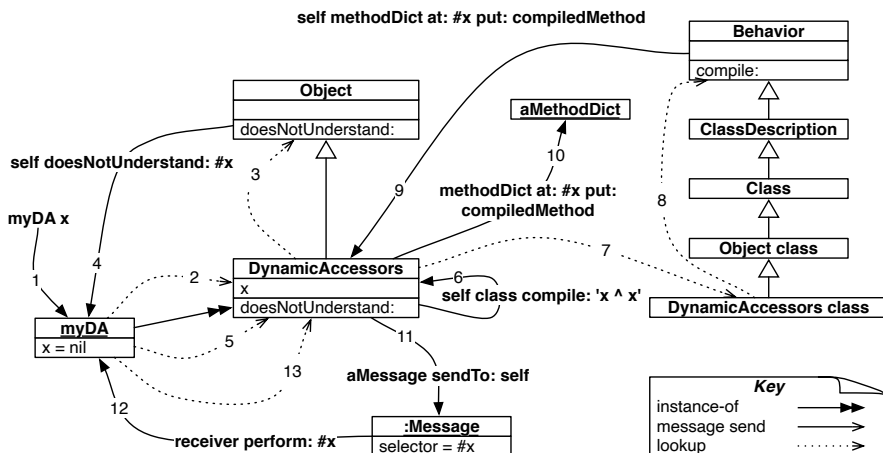 self methodDict at: #x put: compiledMethod
Behavior
compile:
Object
doesNotUnderstand:
aMethodDict
ClassDescription
self doesNotUnderstand: #x
3
10
9
methodDict at: #x put:
compiledMethod
8
Class
myDA x
4
1
2
7
Object class
DynamicAccessors
x
doesNotUnderstand:
6
self class compile: 'x ^ x'
DynamicAccessors class
myDA
x = nil
5
11
13
aMessage sendTo: self
12
receiver perform: #x
:Message
selector = #x
Key
instance-of
message send
lookup